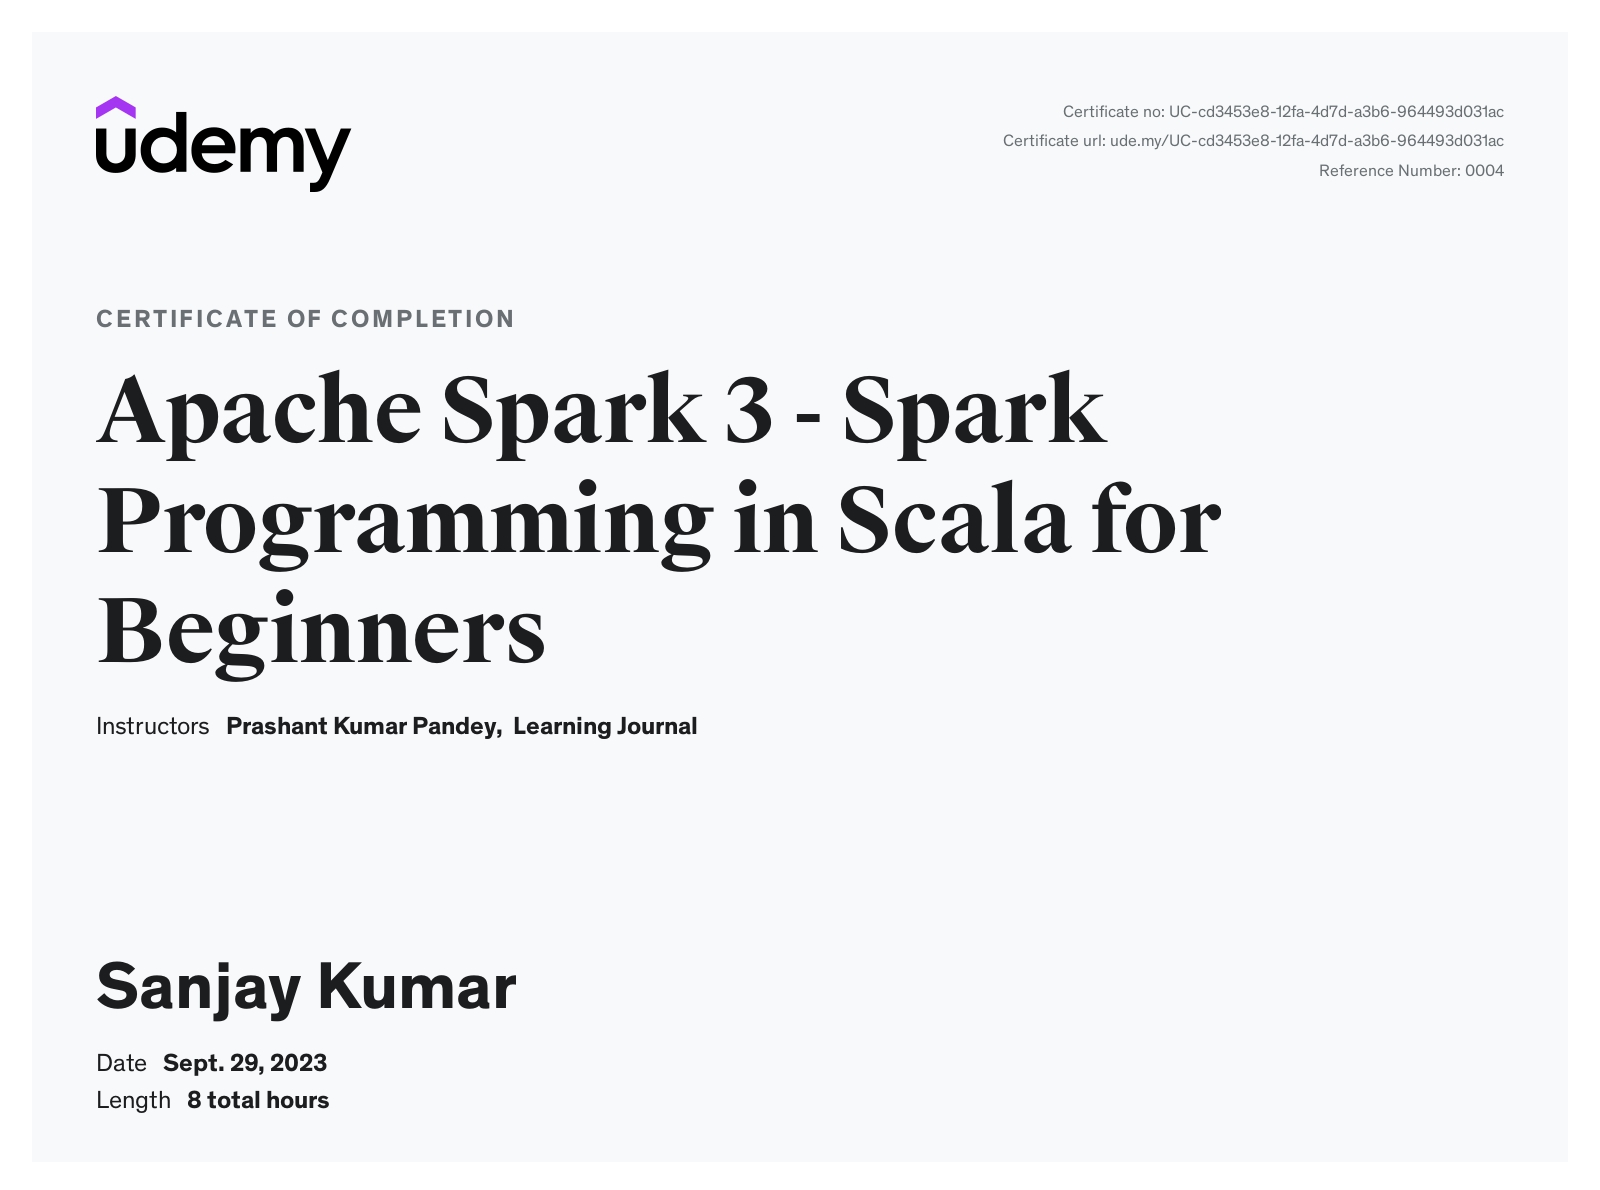 udemy
Certificate no: UC-cd3453e8-12fa-4d7d-a3b6-964493d031ac
Certificate url: ude.my/UC-cd3453e8-12fa-4d7d-a3b6-964493d031ac
Reference Number: 0004
CERTIFICATE OF COMPLETION
Apache Spark 3 - Spark
Programming in Scala for
Beginners
Instructors Prashant Kumar Pandey, Learning Journal
Sanjay Kumar
Date Sept. 29, 2023
Length 8 total hours